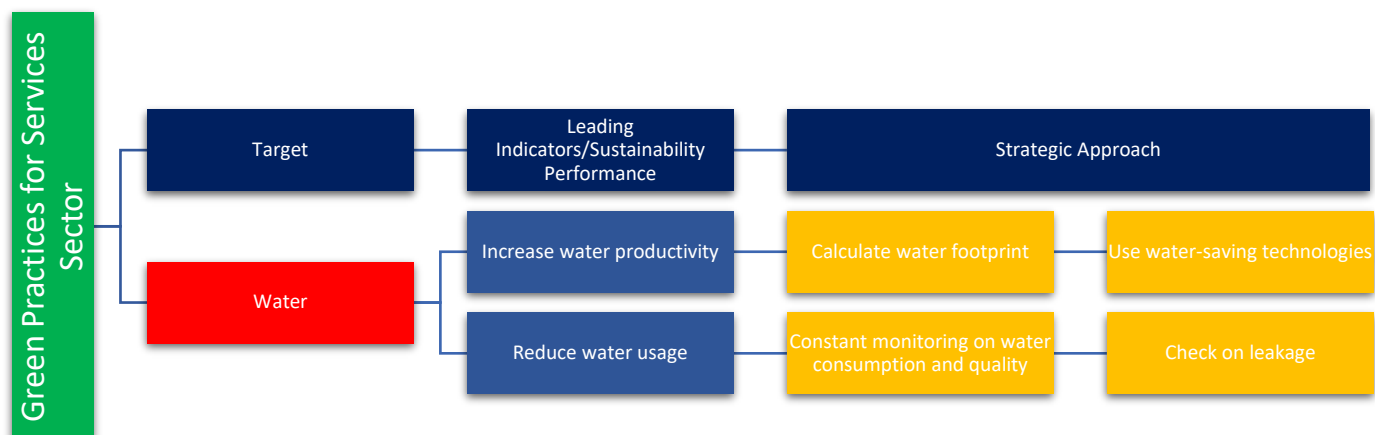 Green Practices for Services
Sector
Target
Leading
Indicators/Sustainability
Performance
Strategic Approach
Water
Increase water productivity
Calculate water footprint
Use water-saving technologies
Reduce water usage
Constant monitoring on water
consumption and quality
Check on leakage